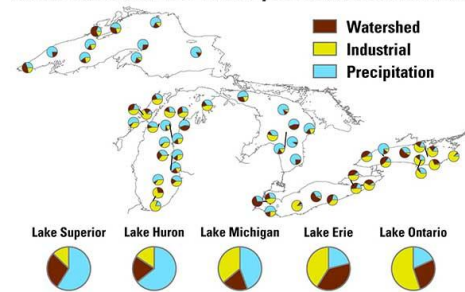 Watershed
Industrial
Precipitation
Lake Superior Lake Huron Lake Michigan Lake Erie Lake Ontario